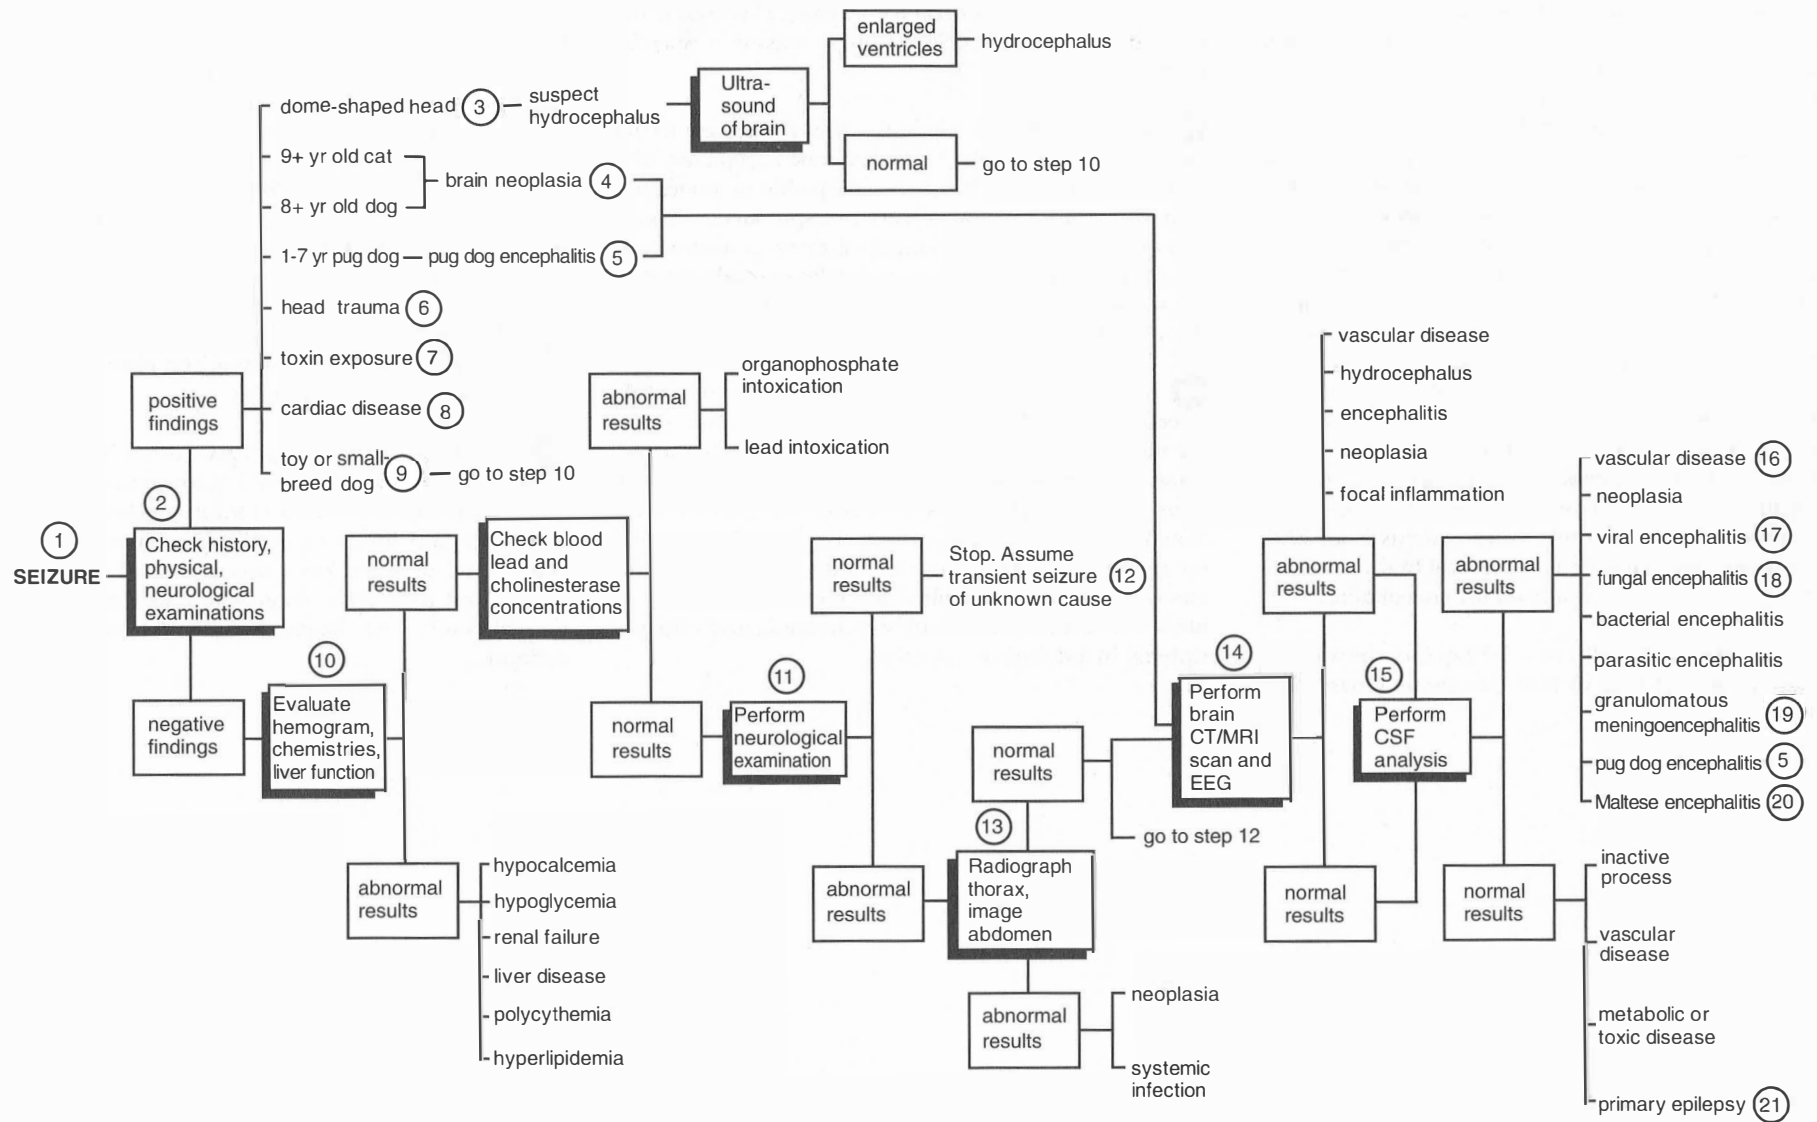 enlarged
ventricles
hydrocephalus
dome-shaped head 3
suspect
hydrocephalus
Ultra-
sound
of brain
9+ yr old cat
brain neoplasia 4
8+ yr old dog
normal
go to step 10
1-7 yr pug dog
pug dog encephalitis 5
head trauma 6
toxin exposure 7
cardiac disease 8
toy or small-
breed dog 9
go to step 10
positive
findings
2
1
SEIZURE
Check history,
physical,
neurological
examinations
negative
findings
10
Evaluate
hemogram,
chemistries,
liver function
normal
results
abnormal
results
hypocalcemia
hypoglycemia
renal failure
liver disease
polycythemia
hyperlipidemia
Check blood
lead and
cholinesterase
concentrations
abnormal
results
organophosphate
intoxication
lead intoxication
normal
results
11
Perform
neurological
examination
normal
results
Stop. Assume
transient seizure 12
of unknown cause
abnormal
results
13
Radiograph
thorax,
image
abdomen
normal
results
go to step 12
abnormal
results
neoplasia
systemic
infection
14
Perform
brain
CT/MRI
scan and
EEG
abnormal
results
vascular disease
hydrocephalus
encephalitis
neoplasia
focal inflammation
normal
results
15
Perform
CSF
analysis
abnormal
results
vascular disease 16
neoplasia
viral encephalitis 17
fungal encephalitis 18
bacterial encephalitis
parasitic encephalitis
granulomatous
meningoencephalitis 19
pug dog encephalitis 5
Maltese encephalitis 20
normal
results
inactive
process
vascular
disease
metabolic or
toxic disease
primary epilepsy 21